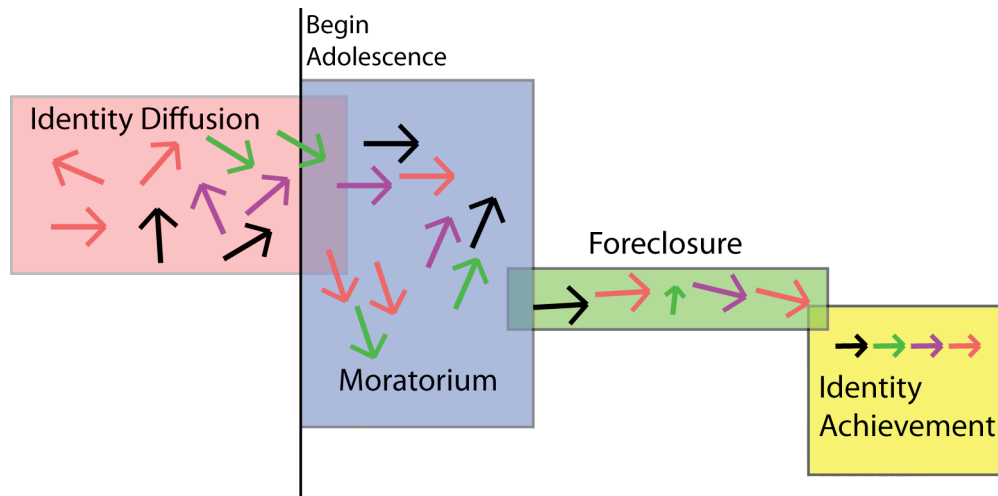 Begin
Adolescence
Identity Diffusion
Foreclosure
Moratorium
Identity
Achievement